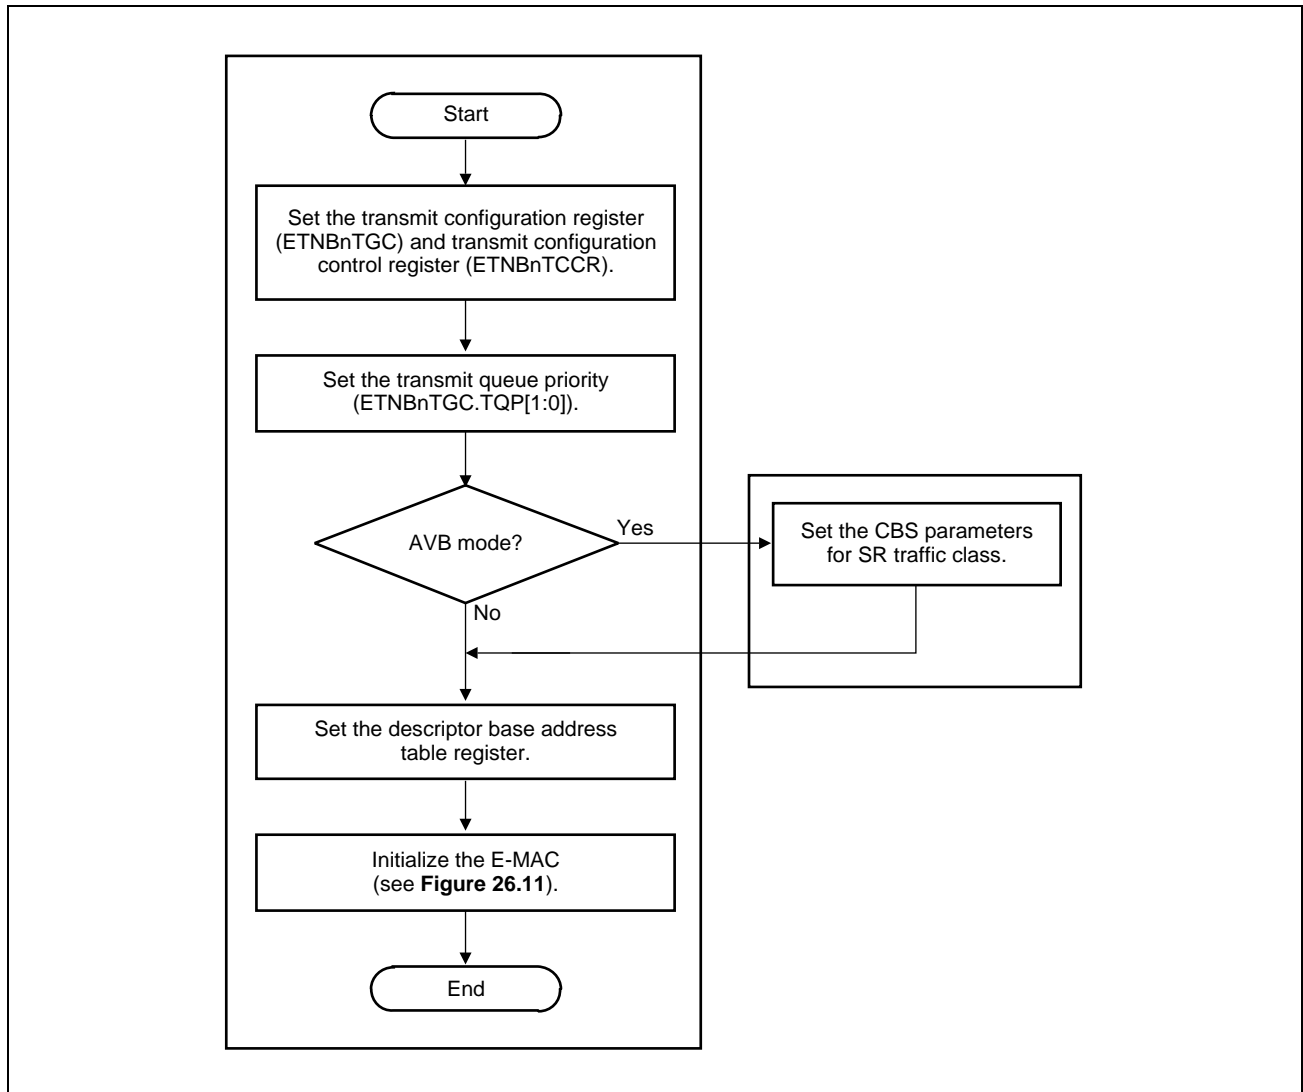 Start
Set the transmit configuration register
(ETNBnTGC) and transmit configuration
control register (ETNBnTCCR).
Set the transmit queue priority
(ETNBnTGC.TQP[1:0]).
AVB mode?
Yes
Set the CBS parameters
for SR traffic class.
No
Set the descriptor base address
table register.
Initialize the E-MAC
(see Figure 26.11).
End